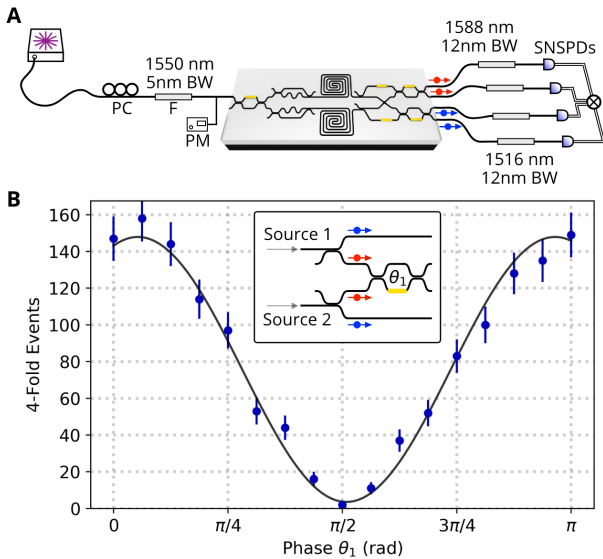 A
1550 nm
5nm BW
PC
F
PM
1588 nm
12nm BW
SNSPDs
1516 nm
12nm BW
B
4-Fold Events
160
140
120
100
80
60
40
20
0
Source 1
θ₁
Source 2
0
π/4
π/2
3π/4
π
Phase θ₁ (rad)